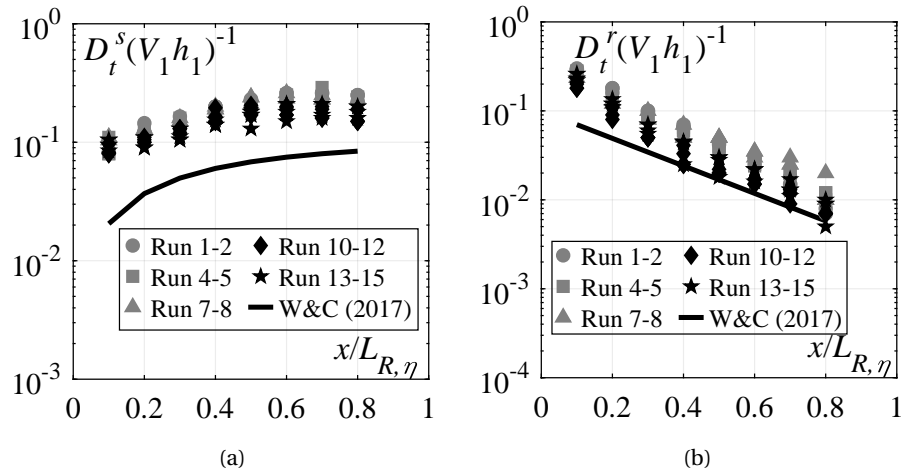 10^0
D_t^s(V_1h_1)^{-1}
10^{-1}
10^{-2}
Run 1-2
Run 10-12
Run 4-5
Run 13-15
Run 7-8
W&C (2017)
x/L_{R, η}
10^{-3}
0 0.2 0.4 0.6 0.8 1
(a)
10^0
D_t^r(V_1h_1)^{-1}
10^{-1}
10^{-2}
Run 1-2
Run 10-12
Run 4-5
Run 13-15
10^{-3}
Run 7-8
W&C (2017)
x/L_{R, η}
10^{-4}
0 0.2 0.4 0.6 0.8 1
(b)